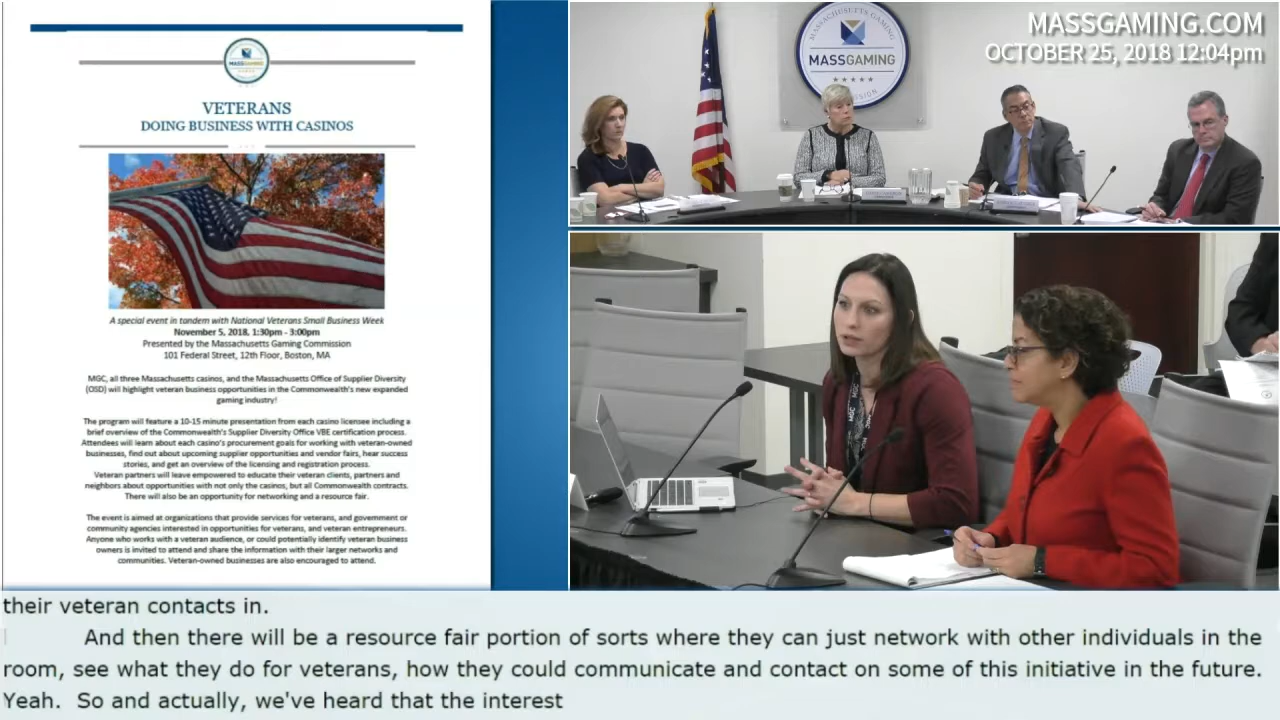 MASSGAMING
VETERANS
DOING BUSINESS WITH CASINOS
A special event in tandem with National Veterans Small Business Week
November 5, 2018, 1:30pm - 3:00pm
Presented by the Massachusetts Gaming Commission
101 Federal Street, 12th Floor, Boston, MA
MGC, all three Massachusetts casinos, and the Massachusetts Office of Supplier Diversity
(OSD) will highlight veteran business opportunities in the Commonwealth's new expanded
gaming industry!
The program will feature a 10-15 minute presentation from each casino licensee including a
brief overview of the Commonwealth's Supplier Diversity Office VBE certification process.
Attendees will learn about each casino's procurement goals for working with veteran-owned
businesses, find out about upcoming supplier opportunities and vendor fairs, hear success
stories, and get an overview of the licensing and registration process.
Veteran partners will leave empowered to educate their veteran clients, partners and
neighbors about opportunities with not only the casinos, but all Commonwealth contracts.
There will also be an opportunity for networking and a resource fair.
The event is aimed at organizations that provide services for veterans, and government or
community agencies interested in opportunities for veterans, and veteran entrepreneurs.
Anyone who works with a veteran audience, or could potentially identify veteran business
owners is invited to attend and share the information with their larger networks and
communities. Veteran-owned businesses are also encouraged to attend.
MASSACHUSETTS GAMING
MASSGAMING
MASSGAMING.COM
OCTOBER 25, 2018 12:04pm
MGC
their veteran contacts in.
And then there will be a resource fair portion of sorts where they can just network with other individuals in the
room, see what they do for veterans, how they could communicate and contact on some of this initiative in the future.
Yeah.  So and actually, we've heard that the interest